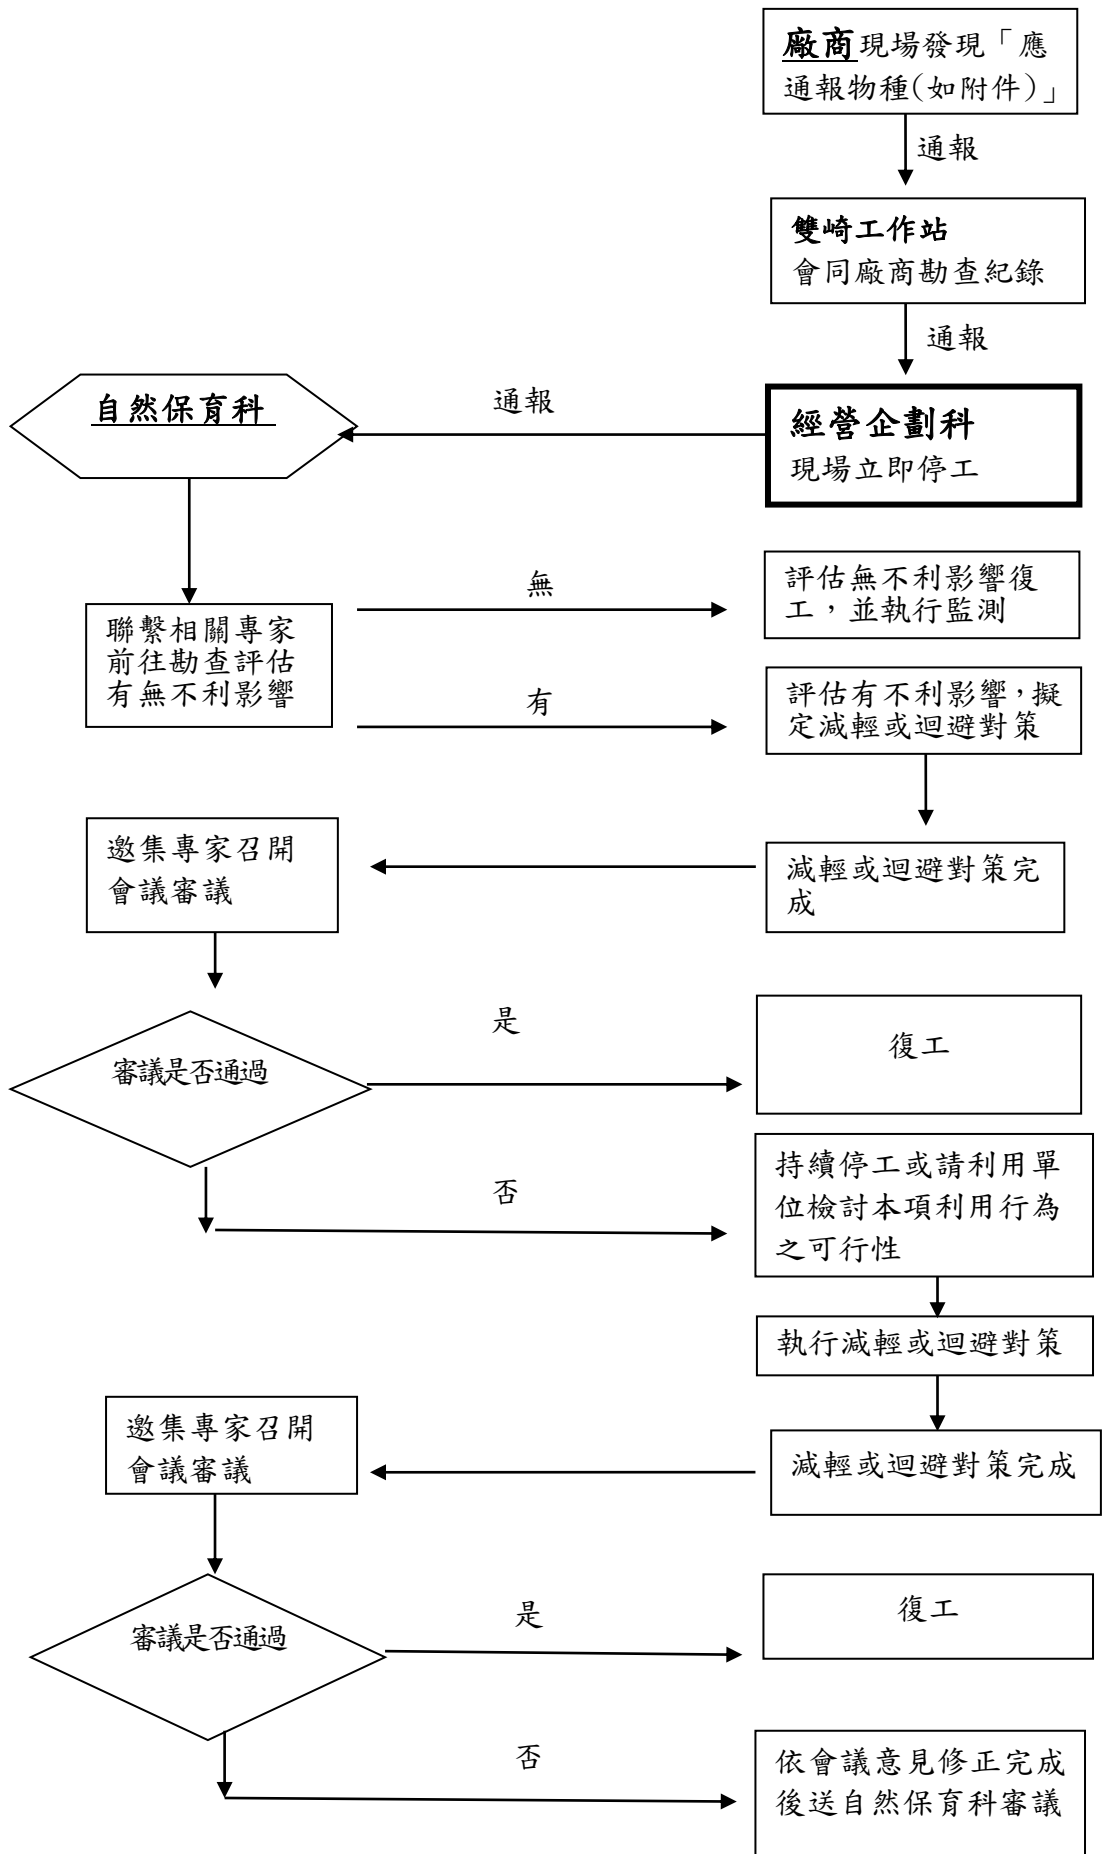 廠商現場發現「應
通報物種(如附件)」
通報
雙崎工作站
會同廠商勘查紀錄
通報
自然保育科
通報
經營企劃科
現場立即停工
聯繫相關專家
前往勘查評估
有無不利影響
無
評估無不利影響復
工，並執行監測
有
評估有不利影響，擬
定減輕或迴避對策
邀集專家召開
會議審議
減輕或迴避對策完
成
審議是否通過
是
復工
否
持續停工或請利用單
位檢討本項利用行為
之可行性
執行減輕或迴避對策
邀集專家召開
會議審議
減輕或迴避對策完成
審議是否通過
是
復工
否
依會議意見修正完成
後送自然保育科審議